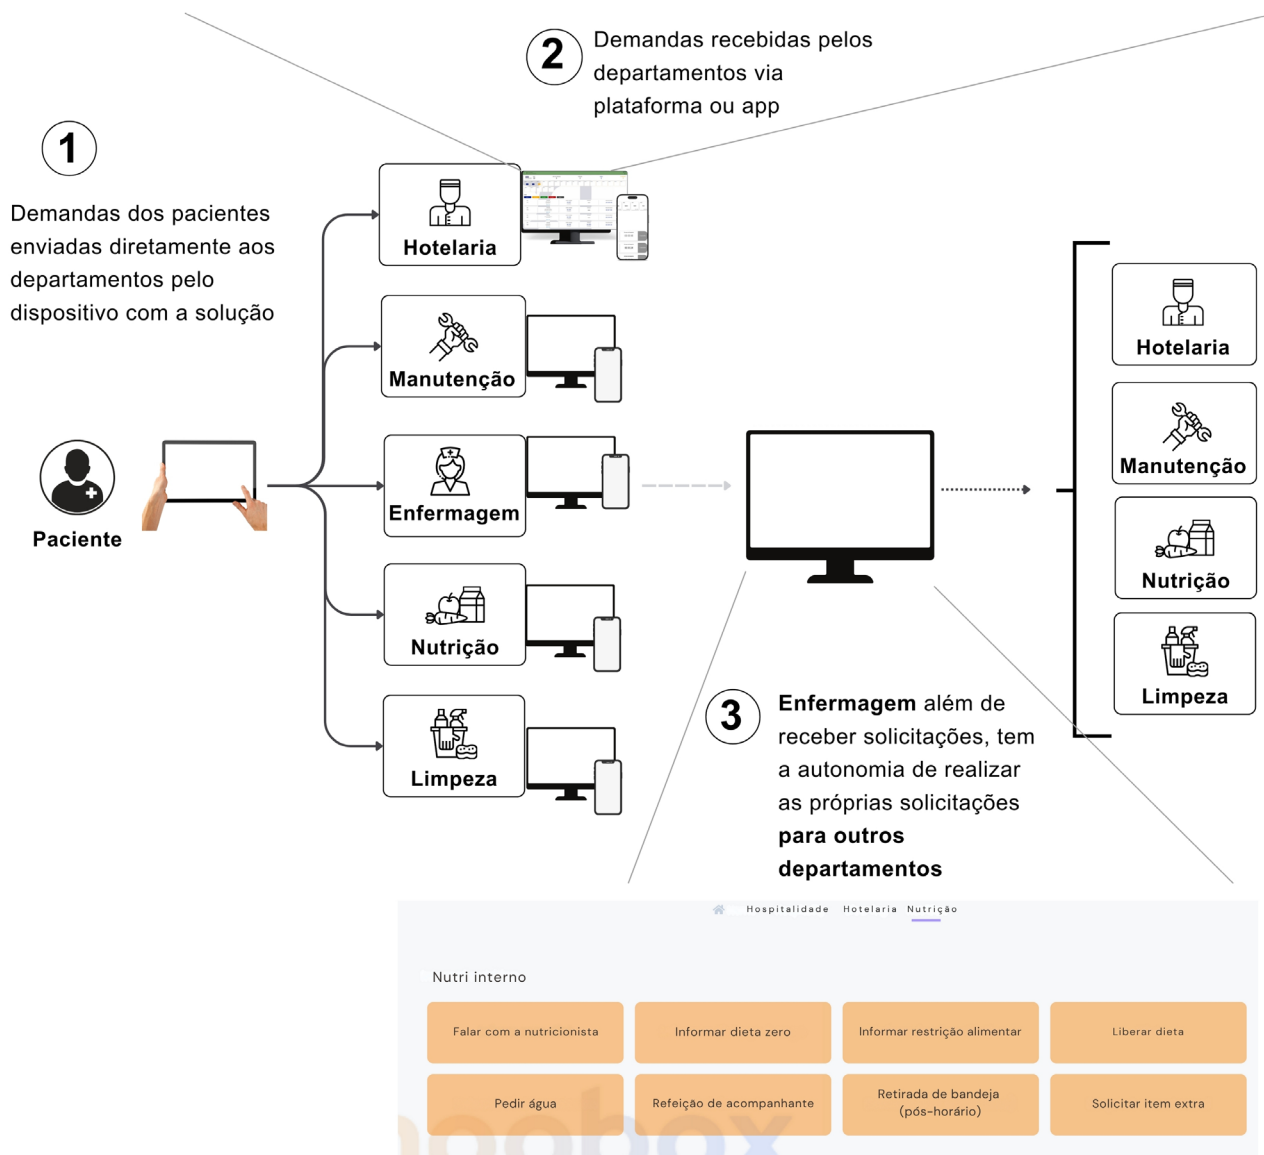 2
Demandas recebidas pelos
departamentos via
plataforma ou app
1
Demandas dos pacientes
enviadas diretamente aos
departamentos pelo
dispositivo com a solução
Hotelaria
Manutenção
Paciente
Enfermagem
Nutrição
Limpeza
Hotelaria
Manutenção
Nutrição
Limpeza
3
Enfermagem além de
receber solicitações, tem
a autonomia de realizar
as próprias solicitações
para outros
departamentos
Hospitalidade Hotelaria Nutrição
Nutri interno
Falar com a nutricionista
Informar dieta zero
Informar restrição alimentar
Liberar dieta
Pedir água
Refeição de acompanhante
Retirada de bandeja
(pós-horário)
Solicitar item extra